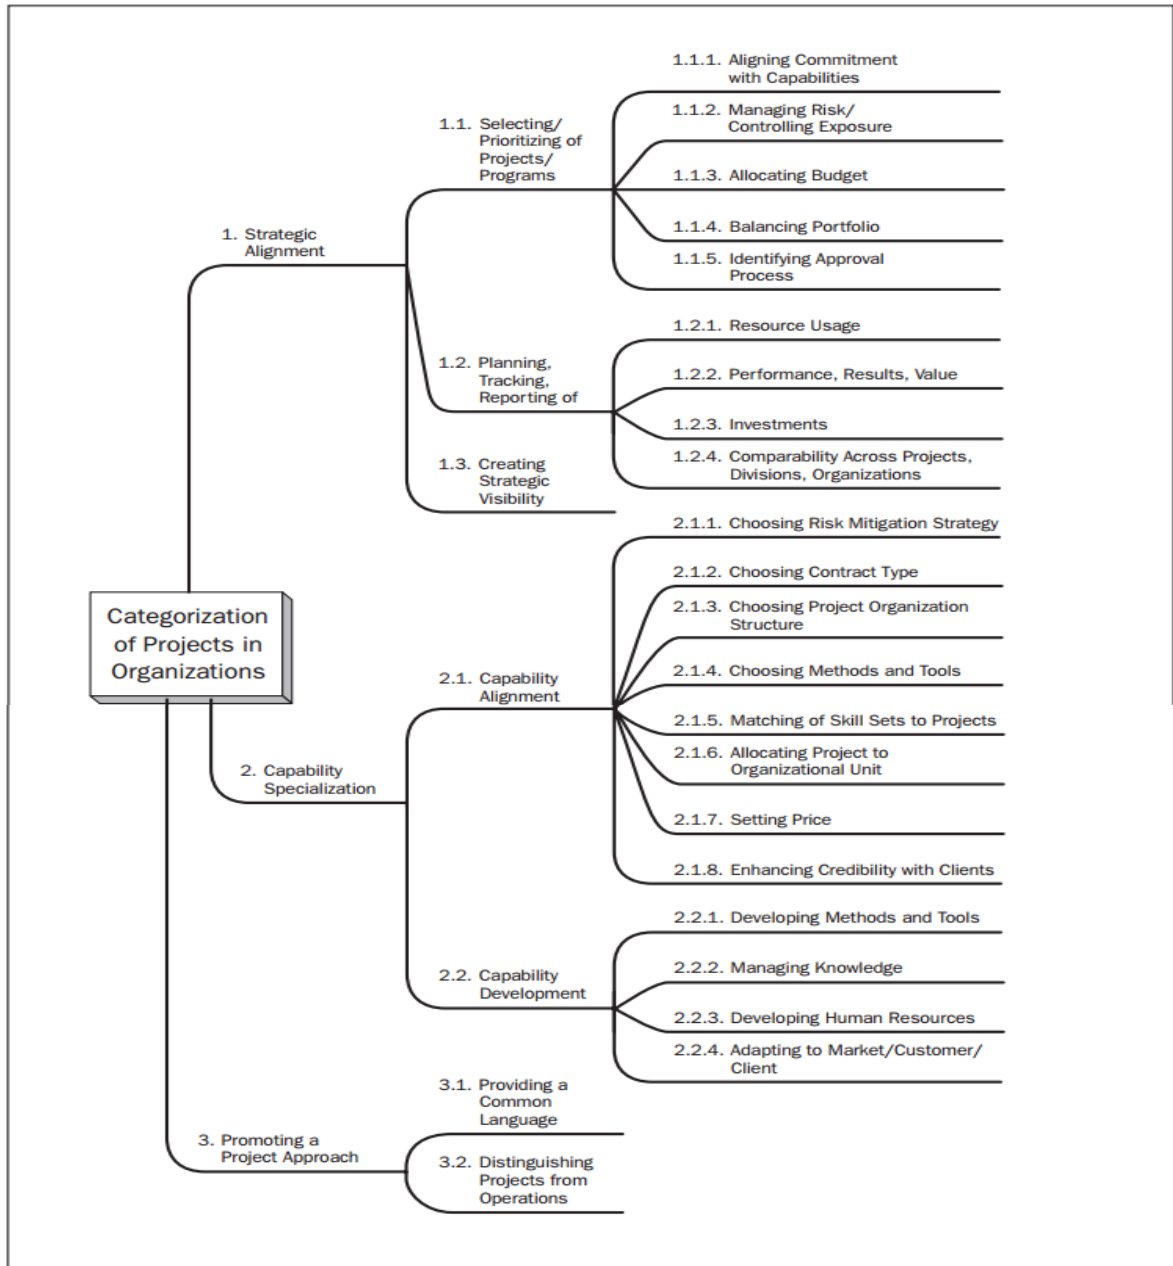 Categorization
of Projects in
Organizations
1. Strategic
Alignment
1.1. Selecting/
Prioritizing of
Projects/
Programs
1.1.1. Aligning Commitment
with Capabilities
1.1.2. Managing Risk/
Controlling Exposure
1.1.3. Allocating Budget
1.1.4. Balancing Portfolio
1.1.5. Identifying Approval
Process
1.2. Planning,
Tracking,
Reporting of
1.2.1. Resource Usage
1.2.2. Performance, Results, Value
1.2.3. Investments
1.2.4. Comparability Across Projects,
Divisions, Organizations
1.3. Creating
Strategic
Visibility
2. Capability
Specialization
2.1. Capability
Alignment
2.1.1. Choosing Risk Mitigation Strategy
2.1.2. Choosing Contract Type
2.1.3. Choosing Project Organization
Structure
2.1.4. Choosing Methods and Tools
2.1.5. Matching of Skill Sets to Projects
2.1.6. Allocating Project to
Organizational Unit
2.1.7. Setting Price
2.1.8. Enhancing Credibility with Clients
2.2. Capability
Development
2.2.1. Developing Methods and Tools
2.2.2. Managing Knowledge
2.2.3. Developing Human Resources
2.2.4. Adapting to Market/Customer/
Client
3. Promoting a
Project Approach
3.1. Providing a
Common
Language
3.2. Distinguishing
Projects from
Operations